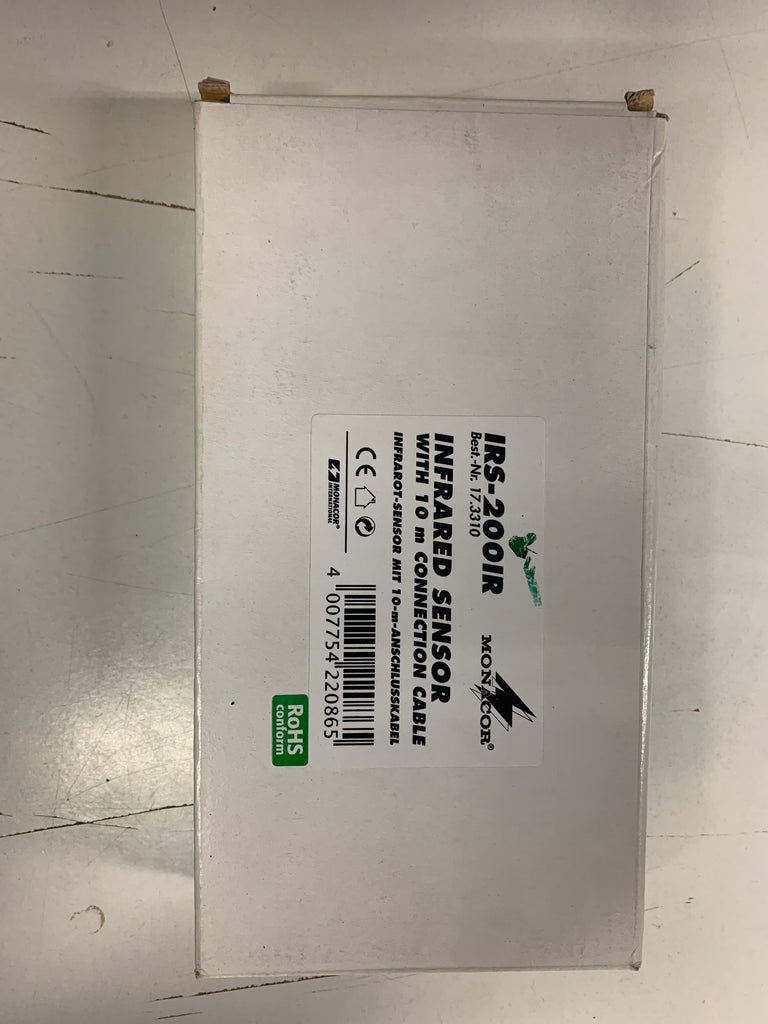 IRS-200IR
Best.-Nr. 17.3310
MONACOR®
INFRARED SENSOR
WITH 10 m CONNECTION CABLE
INFRAROT-SENSOR MIT 10-m-ANSCHLUSSKABEL
CE
MONACOR®
INTERNATIONAL
4 007754 220865
RoHS
conform